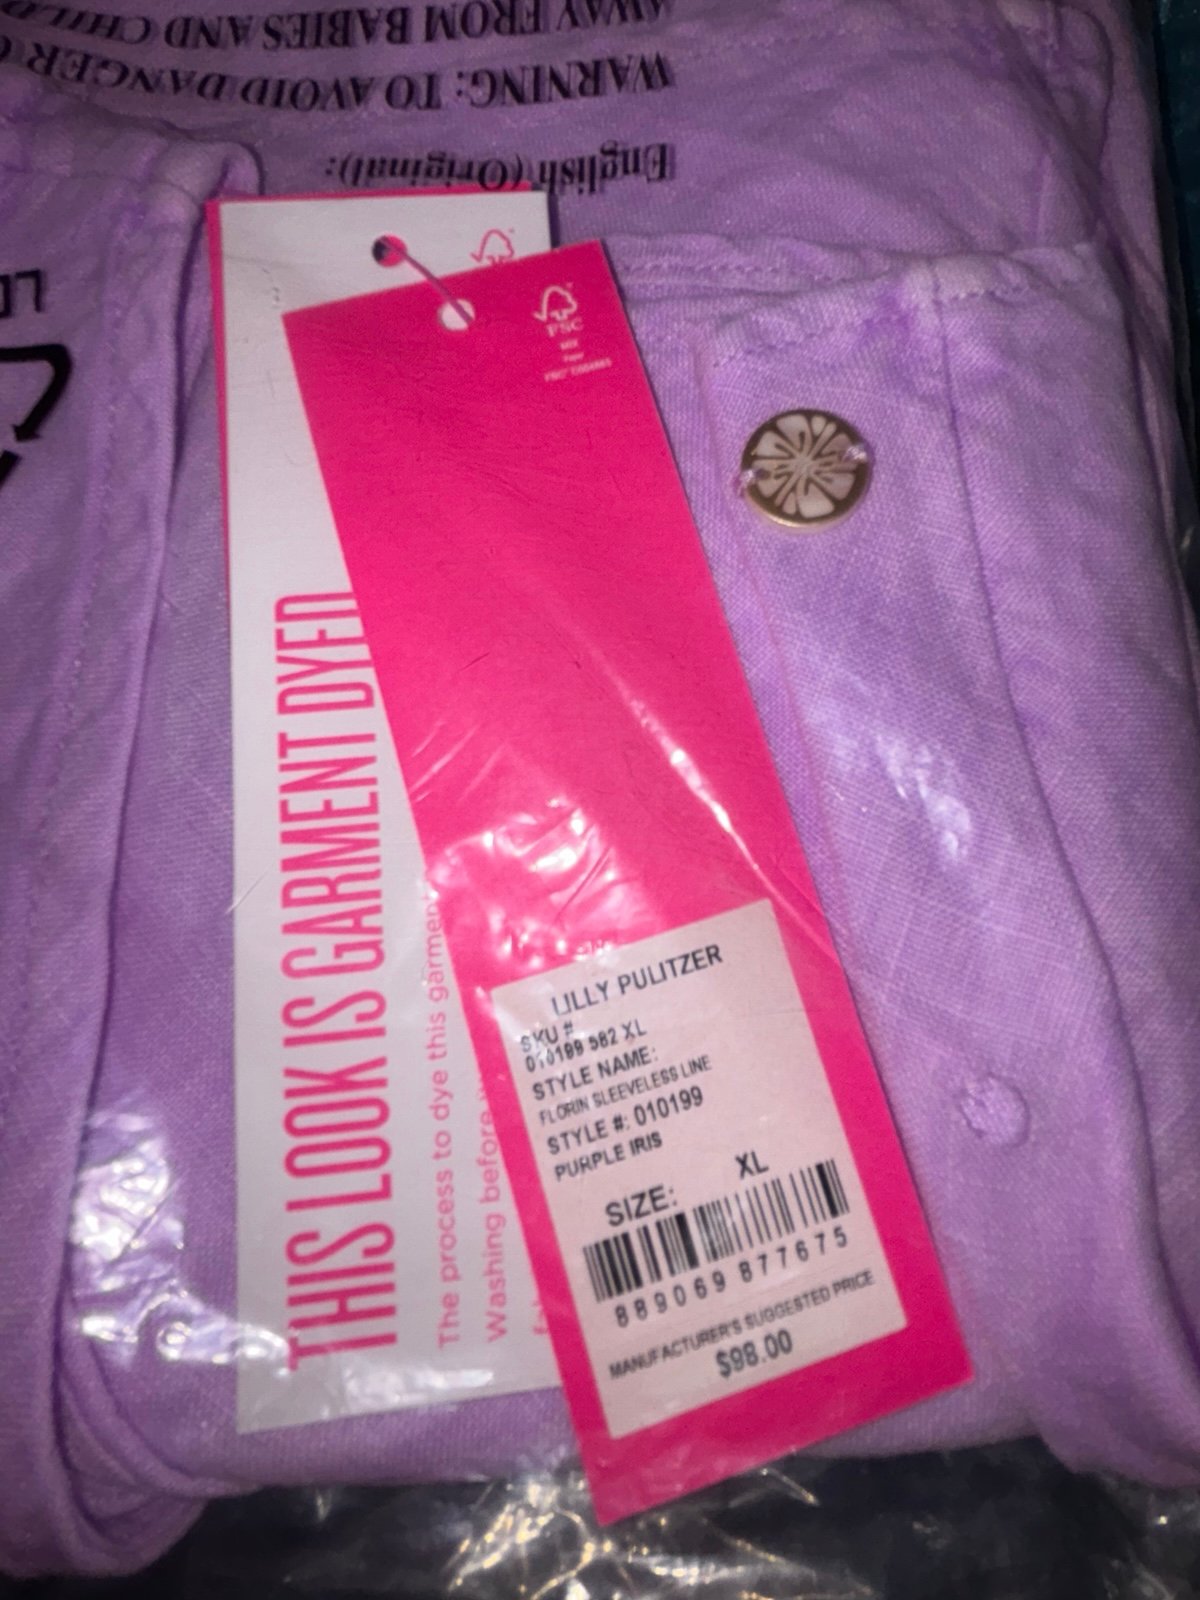 AWAY FROM BABIES AND CHILD
WARNING: TO AVOID DANGER O
English (Original):
FSC
MIX
Paper
THIS LOOK IS GARMENT DYED
The process to dye this garment
Washing before
LILLY PULITZER
SKU #
010199 582 XL
STYLE NAME:
FLORIN SLEEVELESS LINE
STYLE #: 010199
PURPLE IRIS
SIZE: XL
889069 877675
MANUFACTURER'S SUGGESTED PRICE
$98.00